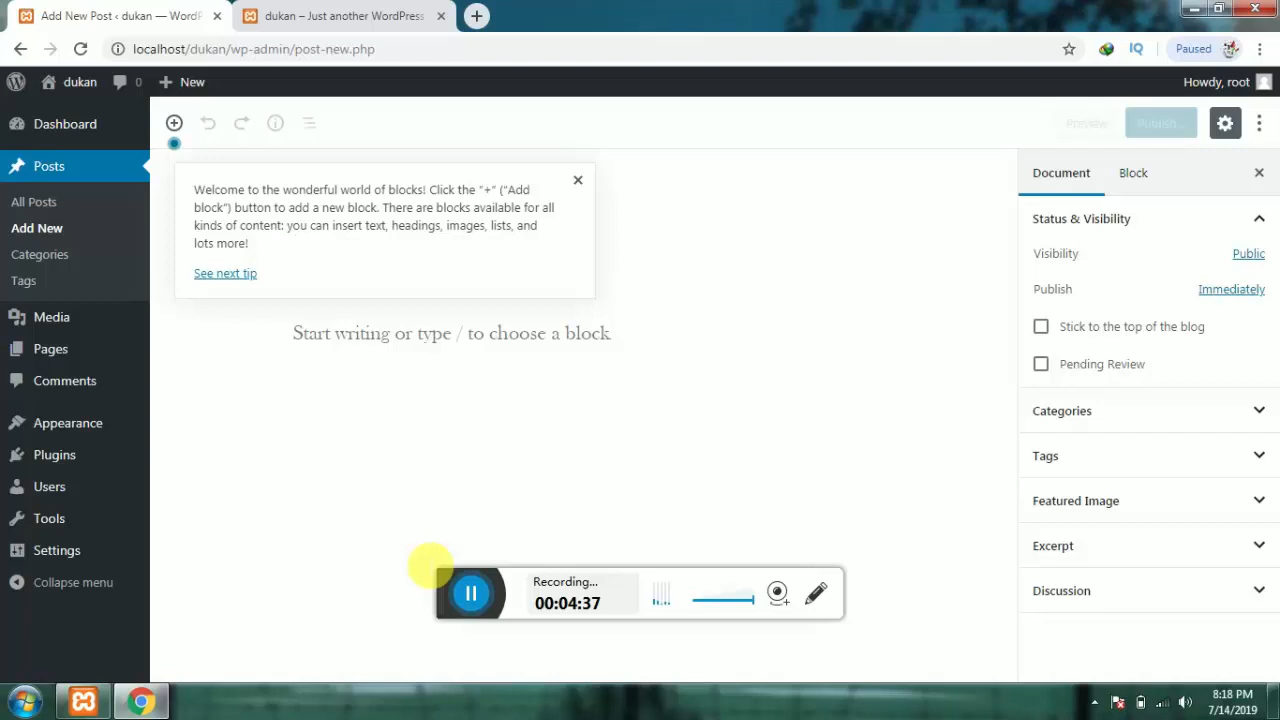 Add New Post ‹ dukan — WordP
dukan – Just another WordPress
localhost/dukan/wp-admin/post-new.php
IQ
Paused
dukan
0
New
Howdy, root
Dashboard
Posts
All Posts
Add New
Categories
Tags
Media
Pages
Comments
Appearance
Plugins
Users
Tools
Settings
Collapse menu
Preview
Publish...
Welcome to the wonderful world of blocks! Click the “+” (“Add
block”) button to add a new block. There are blocks available for all
kinds of content: you can insert text, headings, images, lists, and
lots more!
See next tip
Start writing or type / to choose a block
Document
Block
Status & Visibility
Visibility
Public
Publish
Immediately
Stick to the top of the blog
Pending Review
Categories
Tags
Featured Image
Excerpt
Discussion
Recording...
00:04:37
8:18 PM
7/14/2019